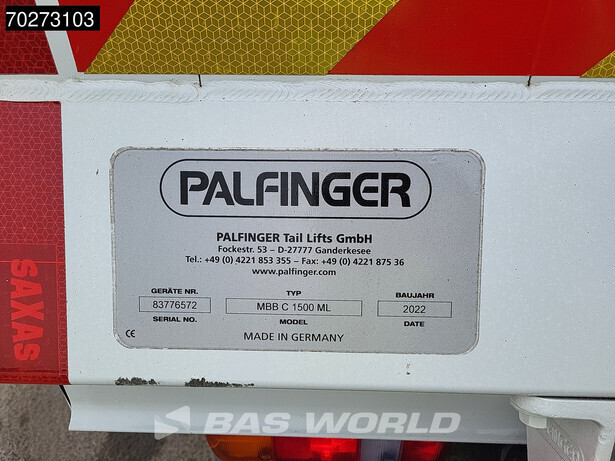 70273103
PALFINGER
PALFINGER Tail Lifts GmbH
Fockestr. 53 – D-27777 Ganderkesee
Tel.: +49 (0) 4221 853 355 – Fax: +49 (0) 4221 875 36
www.palfinger.com
GERÄTE NR. TYP BAUJAHR
83776572 MBB C 1500 ML 2022
SERIAL NO. MODEL DATE
CE MADE IN GERMANY
SAXAS
BAS WORLD